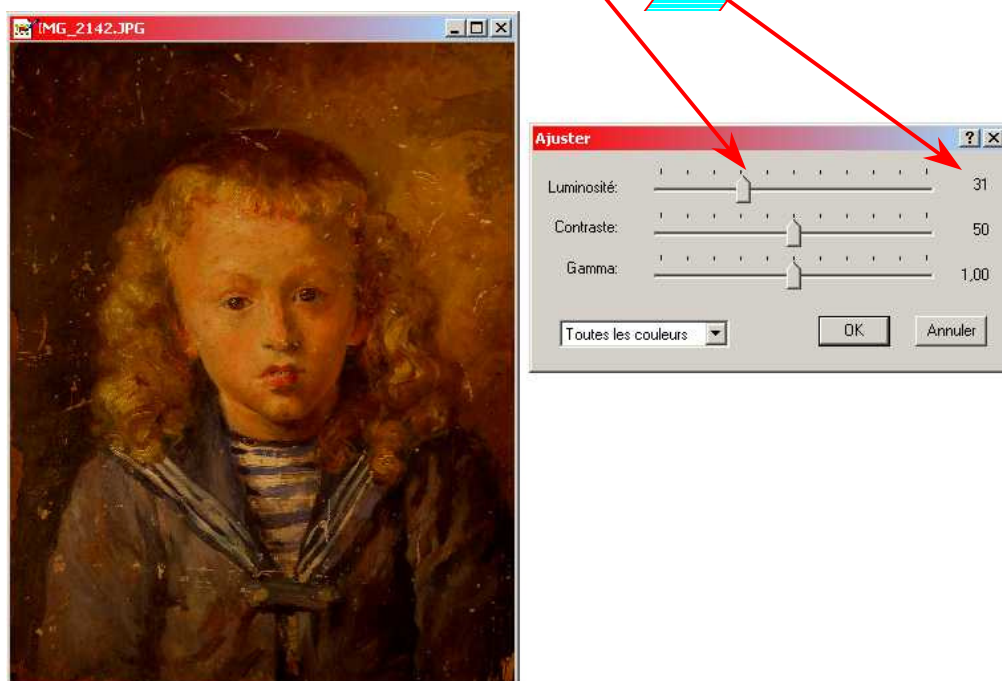 IMG_2142.JPG
Ajuster
Luminosité: 31
Contraste: 50
Gamma: 1,00
Toutes les couleurs OK Annuler